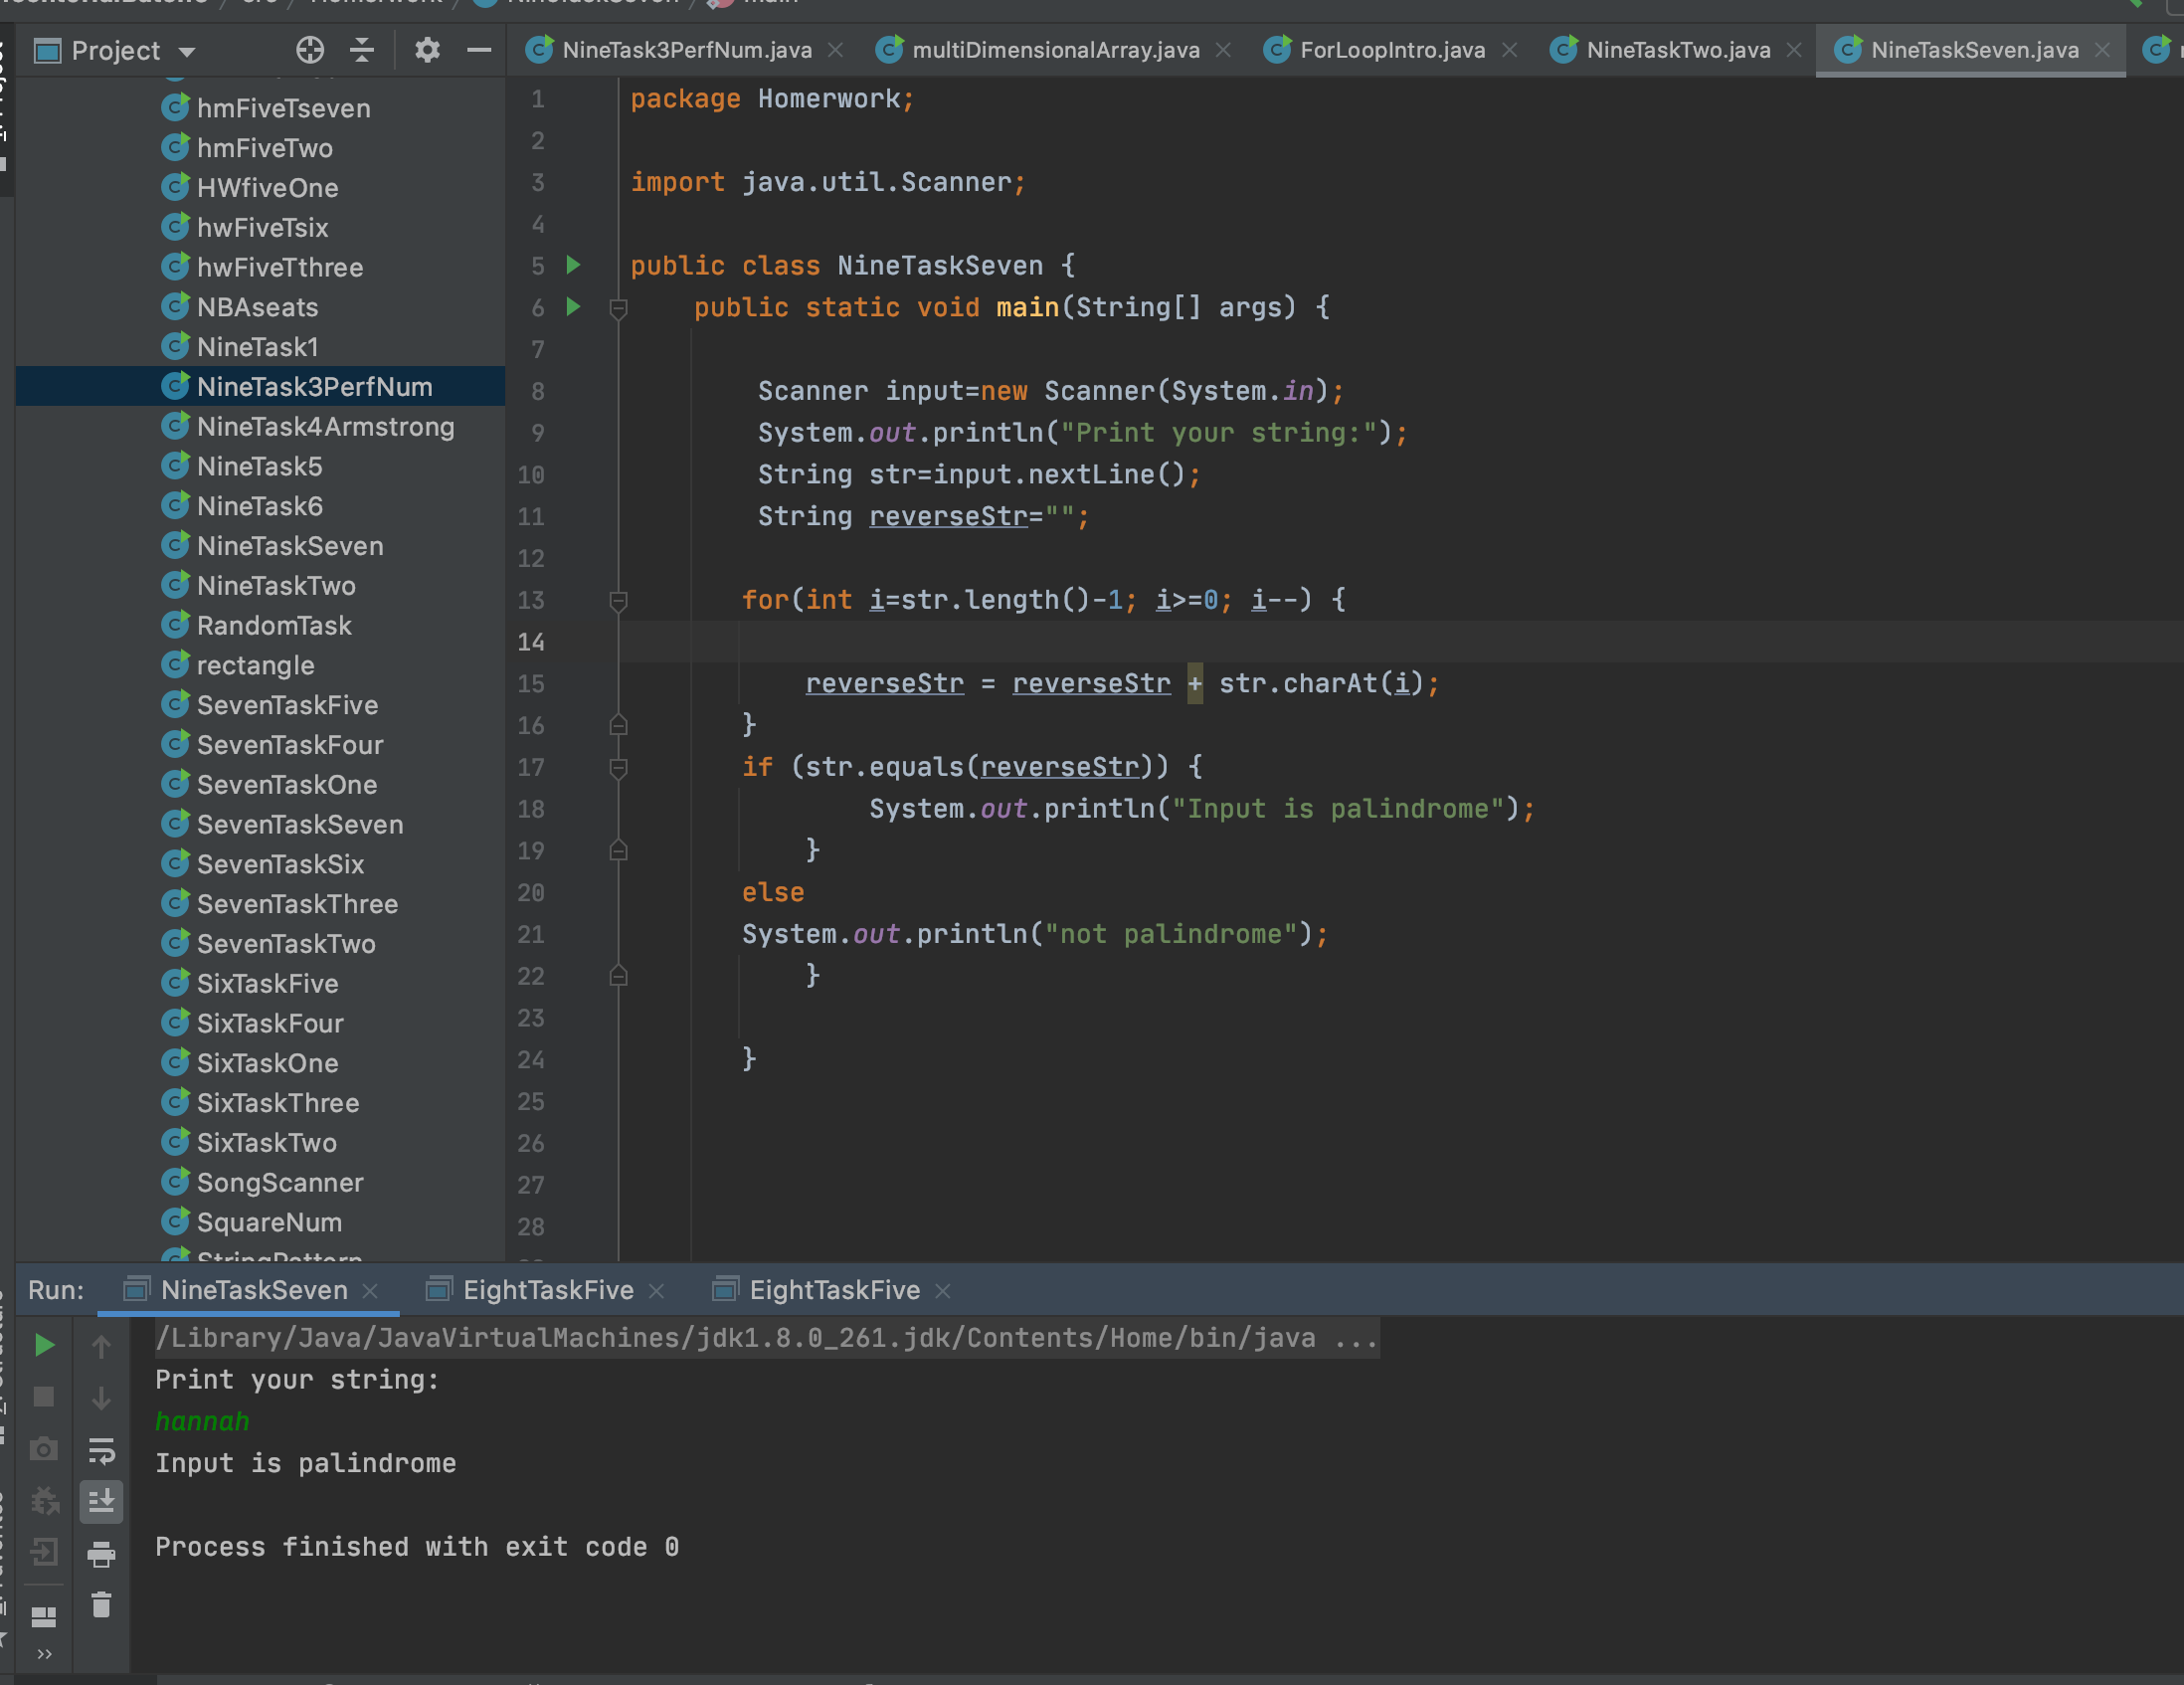 Project
NineTask3PerfNum.java
multiDimensionalArray.java
ForLoopIntro.java
NineTaskTwo.java
NineTaskSeven.java
hmFiveTseven
hmFiveTwo
HWfiveOne
hwFiveTsix
hwFiveTthree
NBAseats
NineTask1
NineTask3PerfNum
NineTask4Armstrong
NineTask5
NineTask6
NineTaskSeven
NineTaskTwo
RandomTask
rectangle
SevenTaskFive
SevenTaskFour
SevenTaskOne
SevenTaskSeven
SevenTaskSix
SevenTaskThree
SevenTaskTwo
SixTaskFive
SixTaskFour
SixTaskOne
SixTaskThree
SixTaskTwo
SongScanner
SquareNum
StringPattern
1 package Homerwork;
2
3 import java.util.Scanner;
4
5 public class NineTaskSeven {
6 public static void main(String[] args) {
7
8 Scanner input=new Scanner(System.in);
9 System.out.println("Print your string:");
10 String str=input.nextLine();
11 String reverseStr="";
12
13 for(int i=str.length()-1; i>=0; i--) {
14
15 reverseStr = reverseStr + str.charAt(i);
16 }
17 if (str.equals(reverseStr)) {
18 System.out.println("Input is palindrome");
19 }
20 else
21 System.out.println("not palindrome");
22 }
23
24 }
25
26
27
28
Run:
NineTaskSeven
EightTaskFive
EightTaskFive
/Library/Java/JavaVirtualMachines/jdk1.8.0_261.jdk/Contents/Home/bin/java ...
Print your string:
hannah
Input is palindrome
Process finished with exit code 0